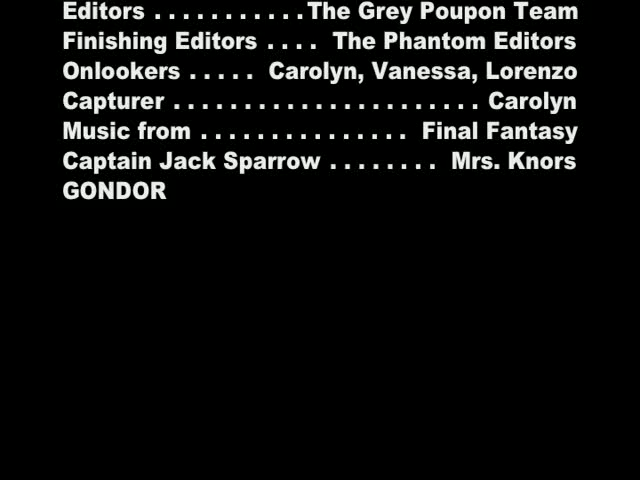 Editors . . . . . . . . . . .The Grey Poupon Team
Finishing Editors . . . . The Phantom Editors
Onlookers . . . . . Carolyn, Vanessa, Lorenzo
Capturer . . . . . . . . . . . . . . . . . . . . . . Carolyn
Music from . . . . . . . . . . . . . . . Final Fantasy
Captain Jack Sparrow . . . . . . . . Mrs. Knors
GONDOR